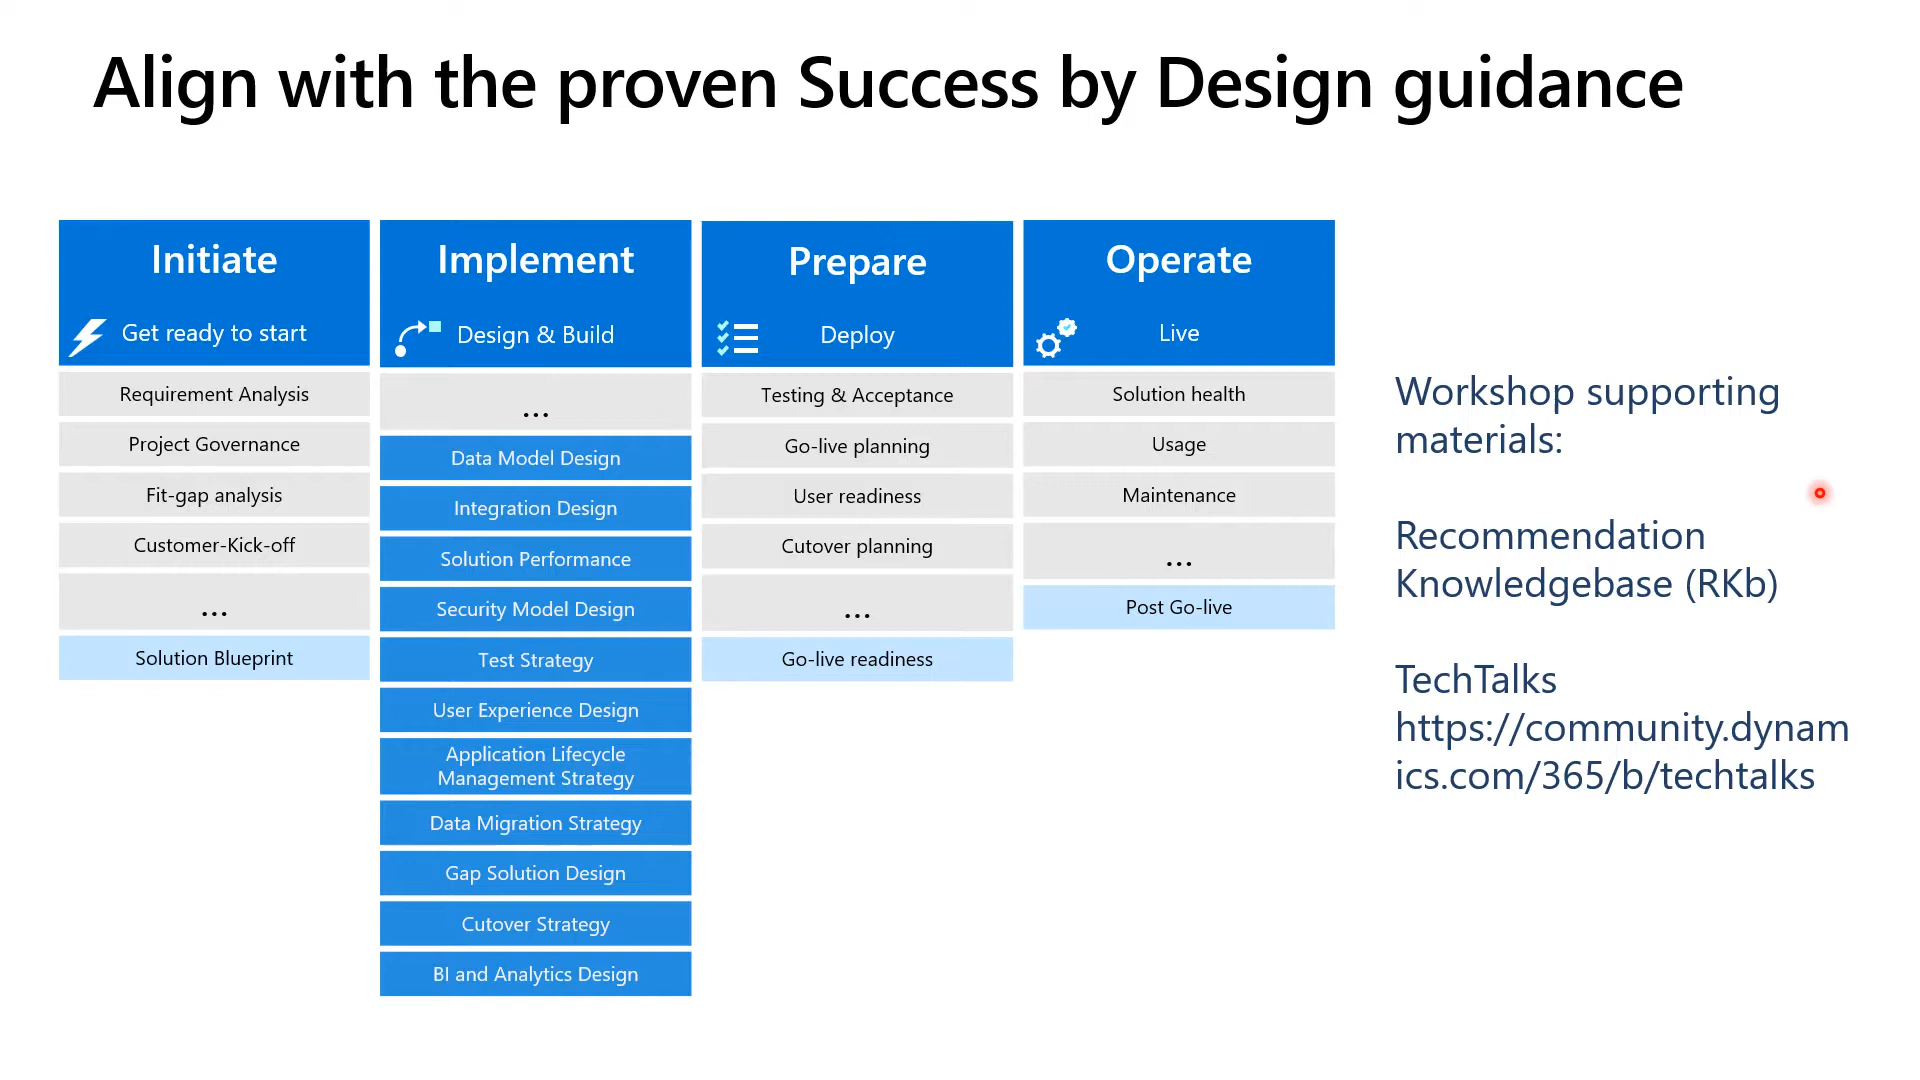 Align with the proven Success by Design guidance
Initiate
Get ready to start
Requirement Analysis
Project Governance
Fit-gap analysis
Customer-Kick-off
...
Solution Blueprint
Implement
Design & Build
...
Data Model Design
Integration Design
Solution Performance
Security Model Design
Test Strategy
User Experience Design
Application Lifecycle
Management Strategy
Data Migration Strategy
Gap Solution Design
Cutover Strategy
BI and Analytics Design
Prepare
Deploy
Testing & Acceptance
Go-live planning
User readiness
Cutover planning
...
Go-live readiness
Operate
Live
Solution health
Usage
Maintenance
...
Post Go-live
Workshop supporting
materials:
Recommendation
Knowledgebase (RKb)
TechTalks
https://community.dynam
ics.com/365/b/techtalks